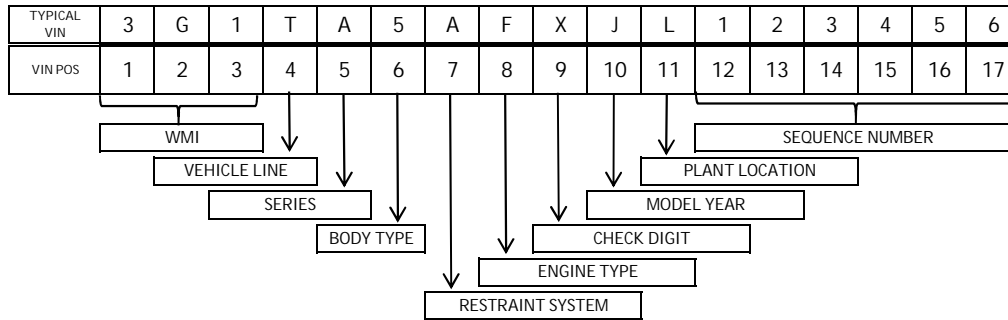 TYPICAL
VIN 3 G 1 T A 5 A F X J L 1 2 3 4 5 6
VIN POS 1 2 3 4 5 6 7 8 9 10 11 12 13 14 15 16 17
WMI SEQUENCE NUMBER
VEHICLE LINE PLANT LOCATION
SERIES MODEL YEAR
BODY TYPE CHECK DIGIT
ENGINE TYPE
RESTRAINT SYSTEM